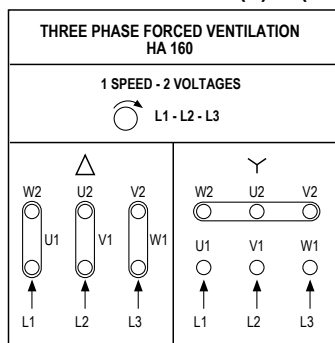 THREE PHASE FORCED VENTILATION
HA 160
1 SPEED - 2 VOLTAGES
L1 - L2 - L3
W2 U2 V2
U1 V1 W1
L1 L2 L3
W2 U2 V2
U1 V1 W1
L1 L2 L3